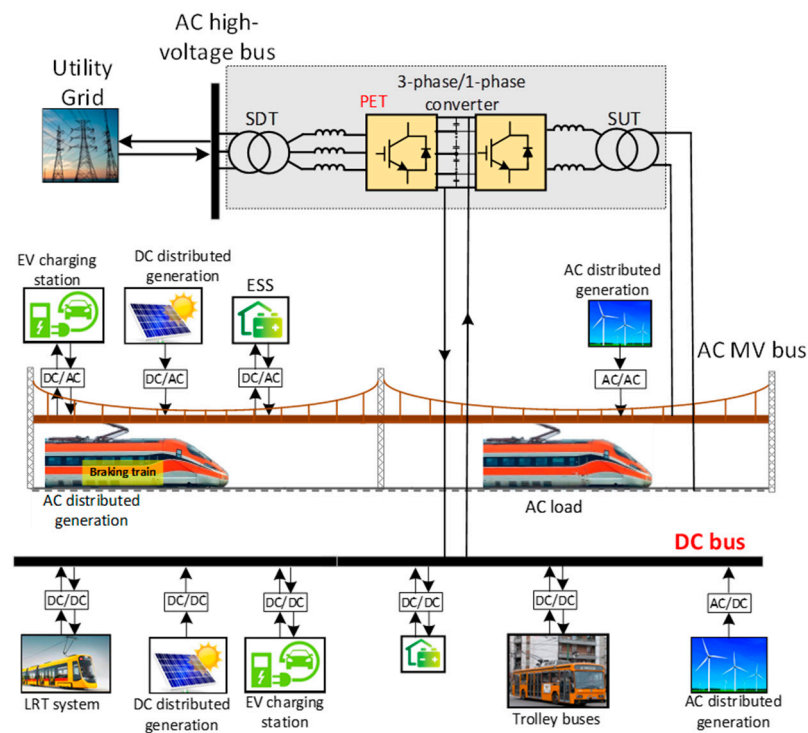 AC high-
voltage bus
Utility
Grid
3-phase/1-phase
converter
SDT
PET
SUT
EV charging
station
DC distributed
generation
ESS
AC distributed
generation
AC MV bus
DC/AC
DC/AC
DC/AC
AC/AC
Braking train
AC distributed
generation
AC load
DC bus
DC/DC
DC/DC
DC/DC
DC/DC
DC/DC
AC/DC
LRT system
DC distributed
generation
EV charging
station
Trolley buses
AC distributed
generation